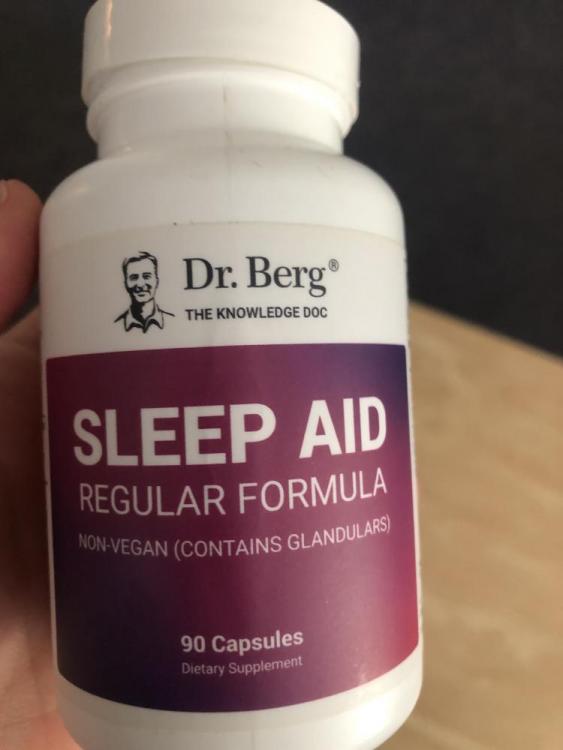 Dr. Berg®
THE KNOWLEDGE DOC
SLEEP AID
REGULAR FORMULA
NON-VEGAN (CONTAINS GLANDULARS)
90 Capsules
Dietary Supplement